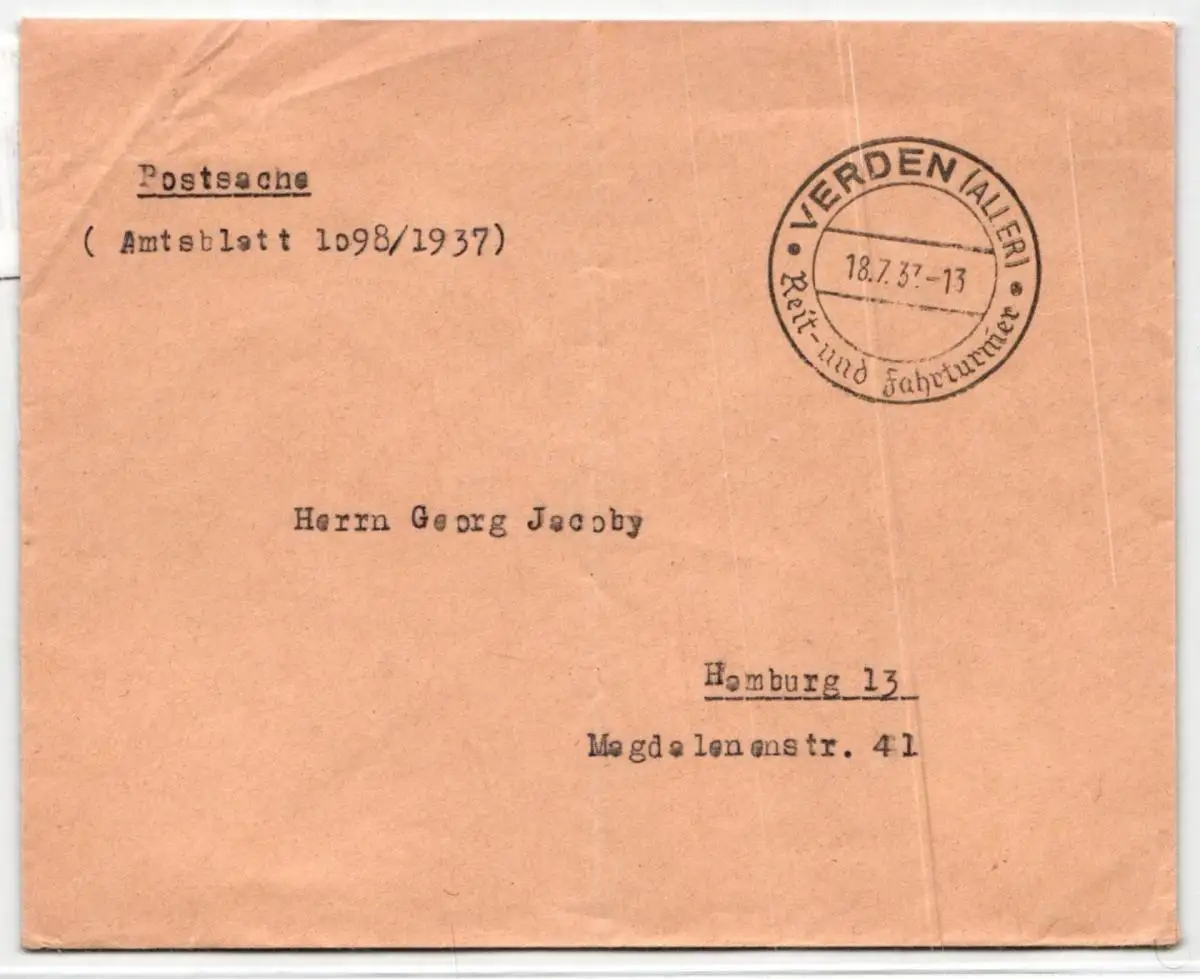 Postsache
( Amtsblatt 1o98/1937)
VERDEN (ALLER)
18.7.37.-13
Reit- und Fahrturnier
Herrn Georg Jacoby
Hamburg 13
Magdalenenstr. 41